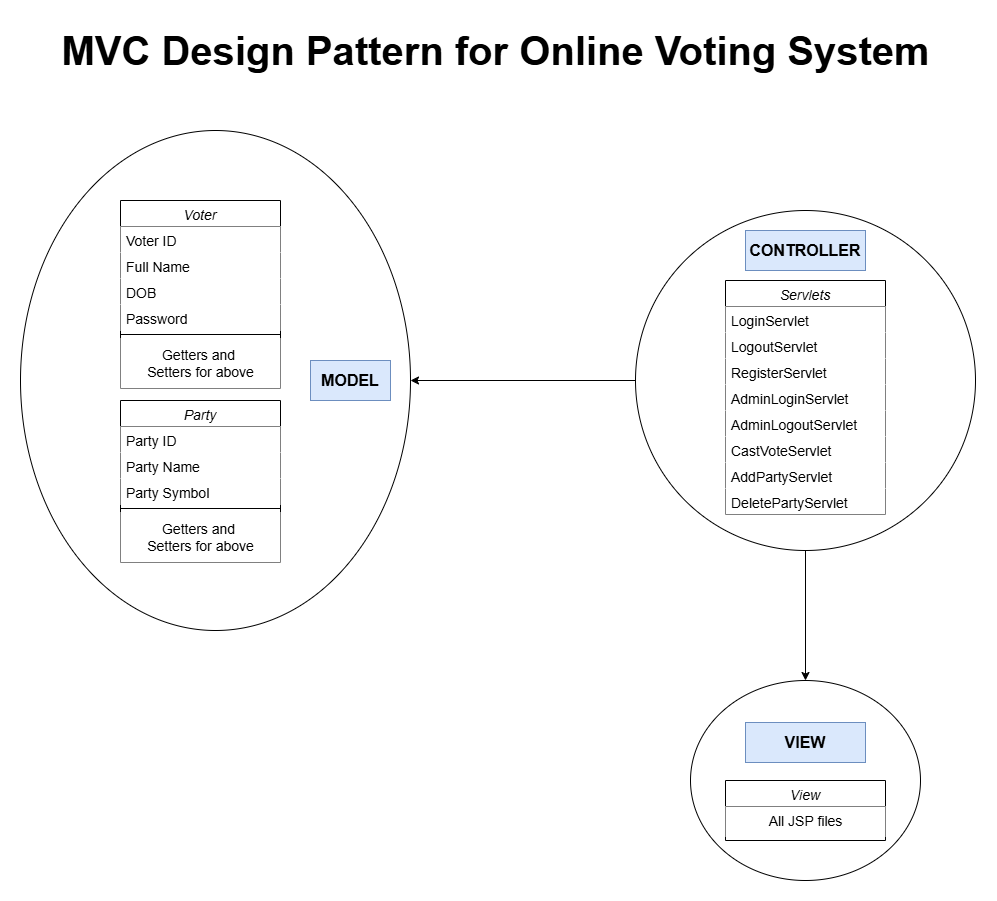 MVC Design Pattern for Online Voting System
Voter
Voter ID
Full Name
DOB
Password
Getters and
Setters for above
MODEL
Party
Party ID
Party Name
Party Symbol
Getters and
Setters for above
CONTROLLER
Servlets
LoginServlet
LogoutServlet
RegisterServlet
AdminLoginServlet
AdminLogoutServlet
CastVoteServlet
AddPartyServlet
DeletePartyServlet
VIEW
View
All JSP files